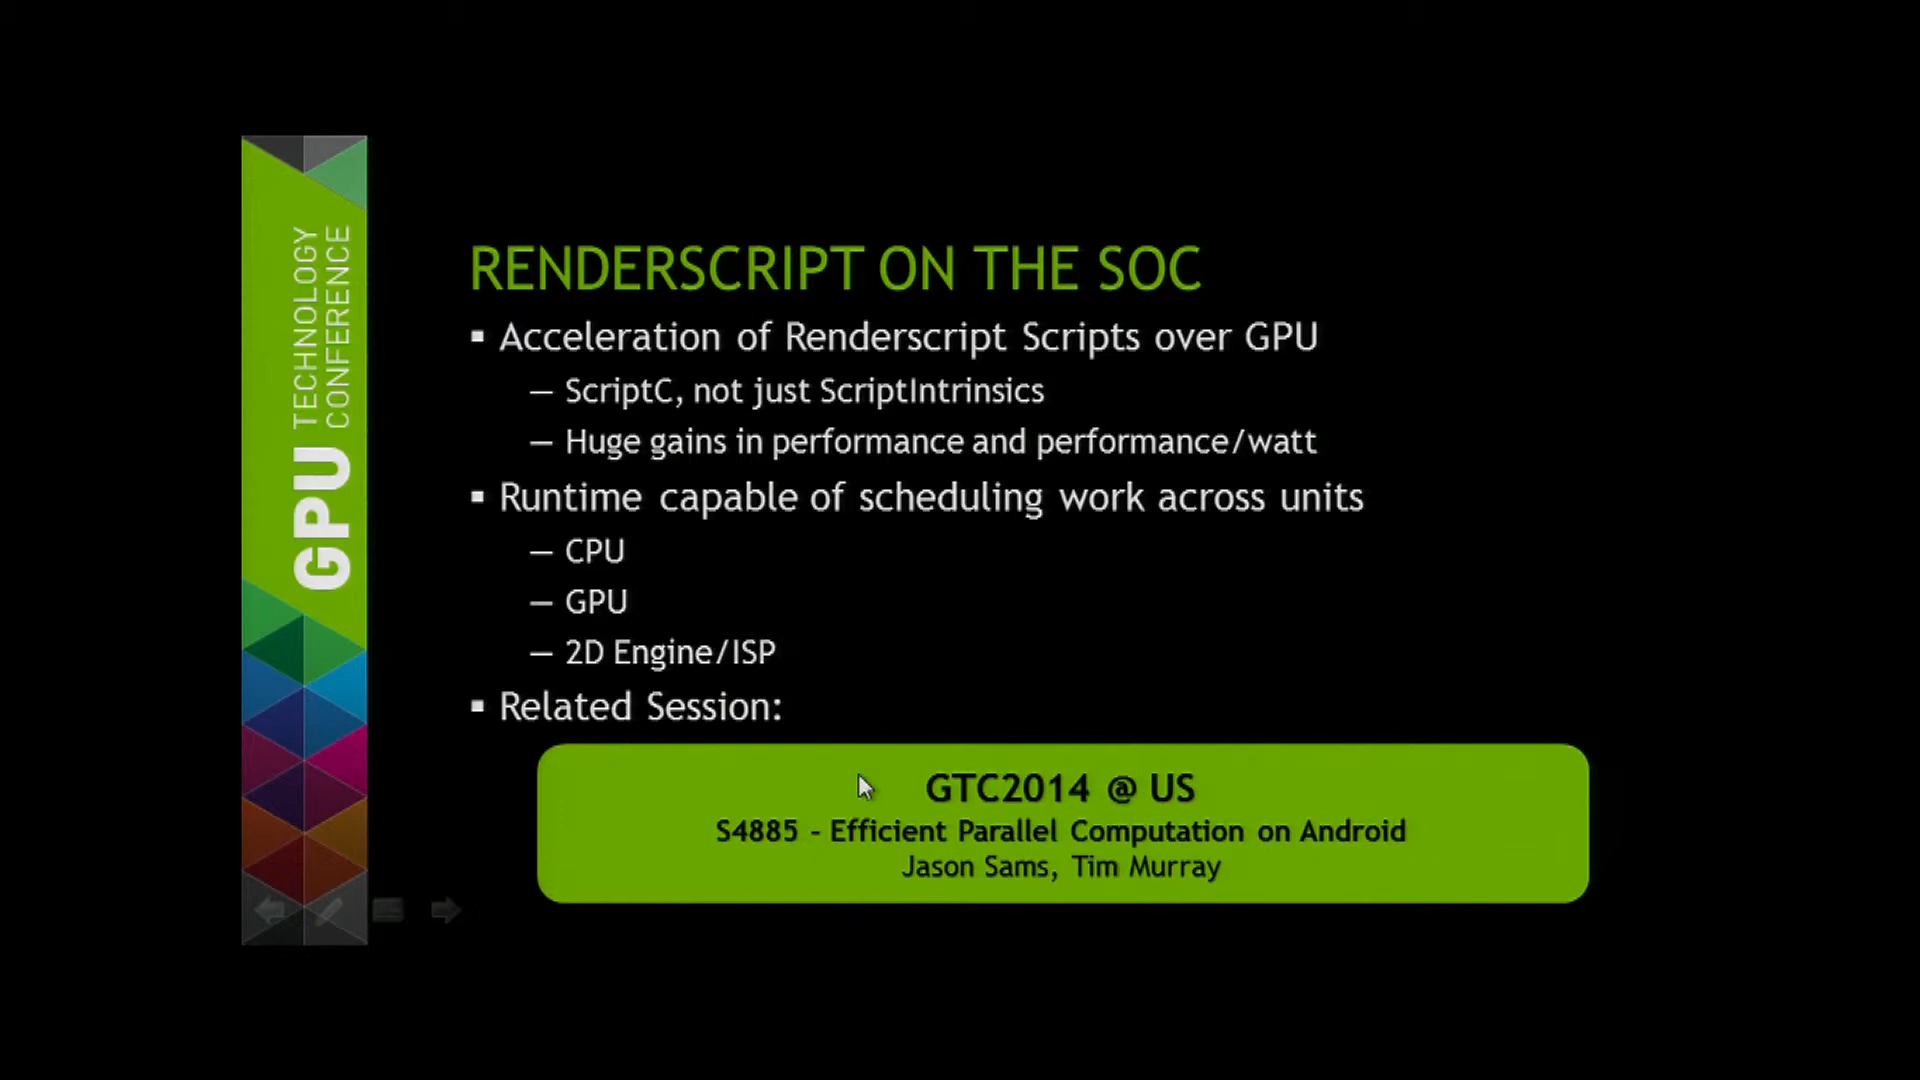 GPU TECHNOLOGY
CONFERENCE
RENDERSCRIPT ON THE SOC
▪ Acceleration of Renderscript Scripts over GPU
— ScriptC, not just ScriptIntrinsics
— Huge gains in performance and performance/watt
▪ Runtime capable of scheduling work across units
— CPU
— GPU
— 2D Engine/ISP
▪ Related Session:
GTC2014 @ US
S4885 - Efficient Parallel Computation on Android
Jason Sams, Tim Murray